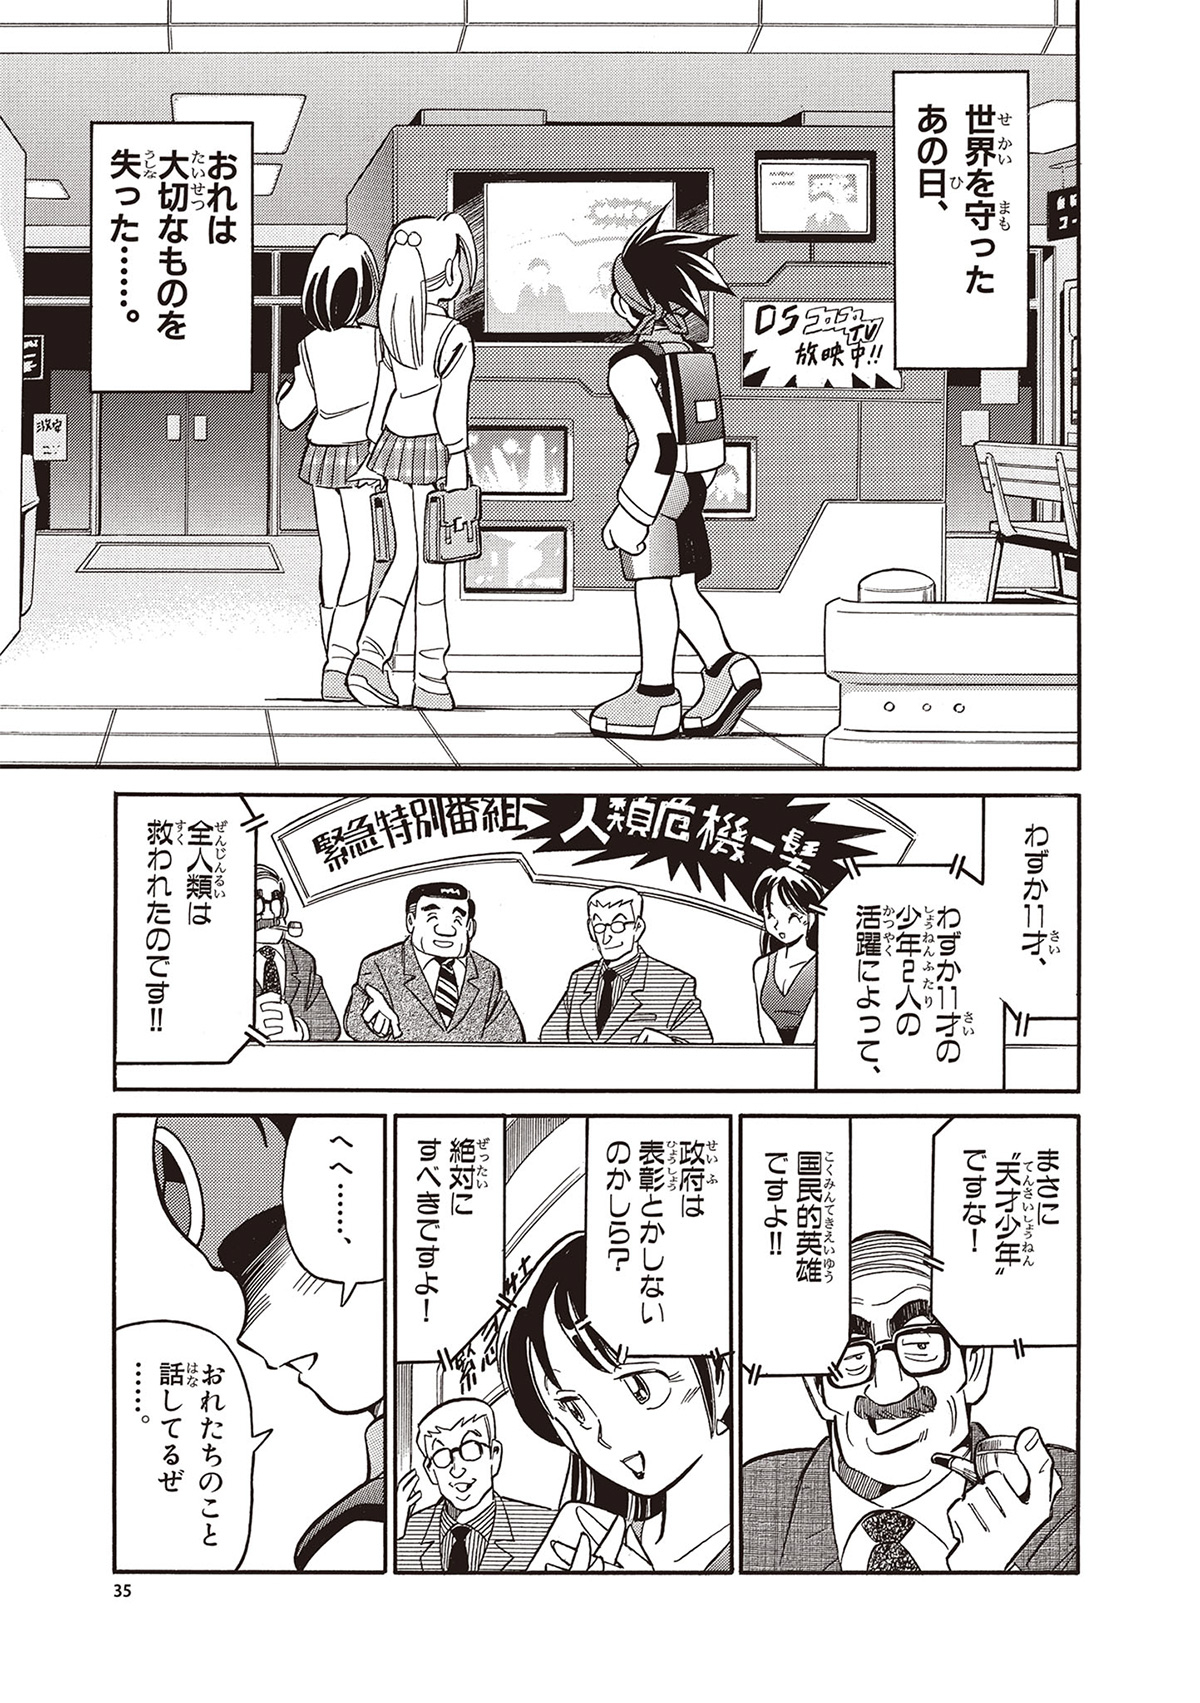 世界を守った
あの日、
おれは
大切なものを
失った……。
DSコロコロTV
放映中!!
激安
緊急特別番組
人類危機一髪
わずか11才、
わずか11才の
少年2人の
活躍によって、
全人類は
救われたのです!!
まさに
“天才少年”
ですな!
国民的英雄
ですよ!!
政府は
表彰とかしない
のかしら?
絶対に
すべきですよ!
緊急
へへ……、
おれたちのこと
話してるぜ
……。
35